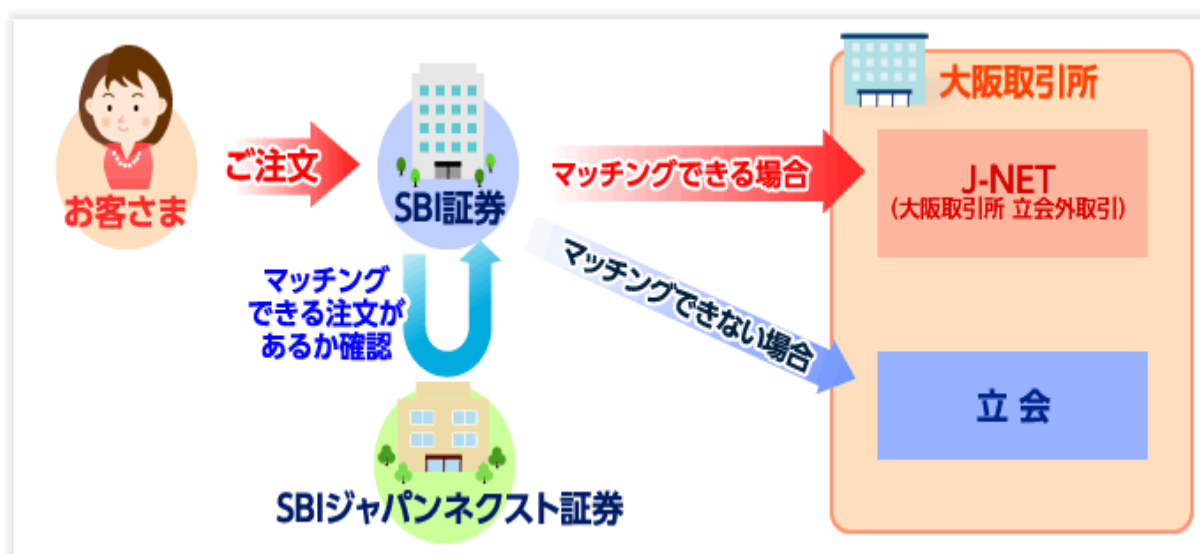 お客さま
ご注文
SBI証券
マッチング
できる注文が
あるか確認
SBIジャパンネクスト証券
マッチングできる場合
マッチングできない場合
大阪取引所
J-NET
(大阪取引所 立会外取引)
立会